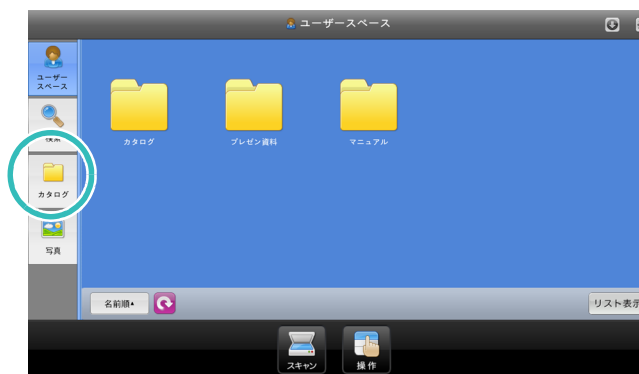 ユーザースペース
ユーザー
スペース
検索
カタログ
写真
カタログ
プレゼン資料
マニュアル
名前順
リスト表示
スキャン
操作